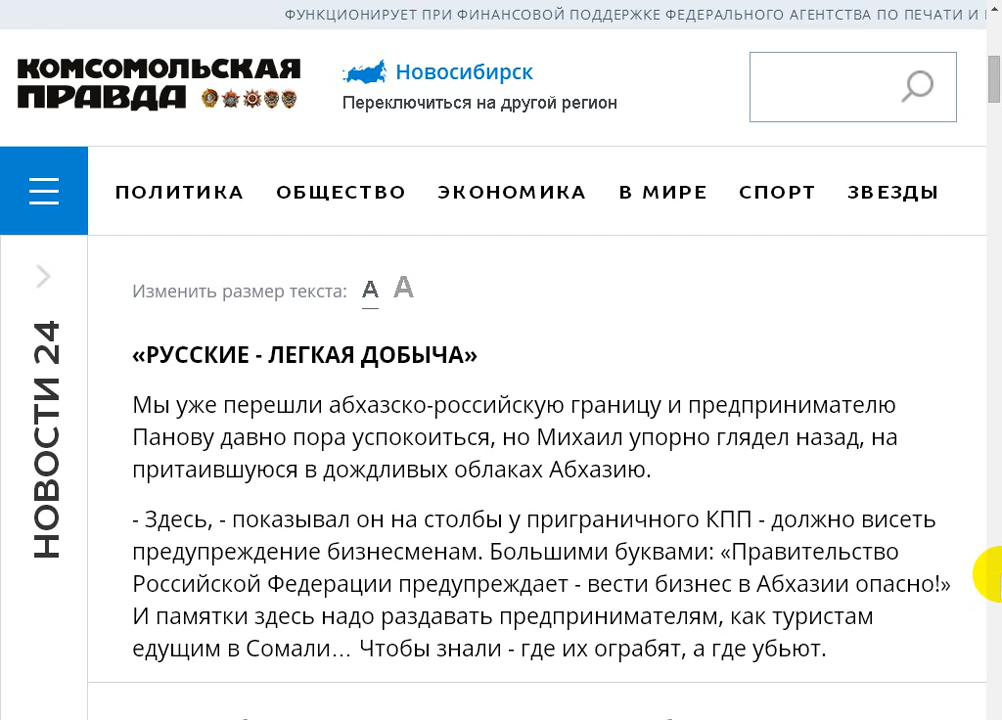 ФУНКЦИОНИРУЕТ ПРИ ФИНАНСОВОЙ ПОДДЕРЖКЕ ФЕДЕРАЛЬНОГО АГЕНТСТВА ПО ПЕЧАТИ И
КОМСОМОЛЬСКАЯ
ПРАВДА
Новосибирск
Переключиться на другой регион
ПОЛИТИКА ОБЩЕСТВО ЭКОНОМИКА В МИРЕ СПОРТ ЗВЕЗДЫ
НОВОСТИ 24
Изменить размер текста: A A
«РУССКИЕ - ЛЕГКАЯ ДОБЫЧА»
Мы уже перешли абхазско-российскую границу и предпринимателю
Панову давно пора успокоиться, но Михаил упорно глядел назад, на
притаившуюся в дождливых облаках Абхазию.
- Здесь, - показывал он на столбы у приграничного КПП - должно висеть
предупреждение бизнесменам. Большими буквами: «Правительство
Российской Федерации предупреждает - вести бизнес в Абхазии опасно!»
И памятки здесь надо раздавать предпринимателям, как туристам
едущим в Сомали… Чтобы знали - где их ограбят, а где убьют.